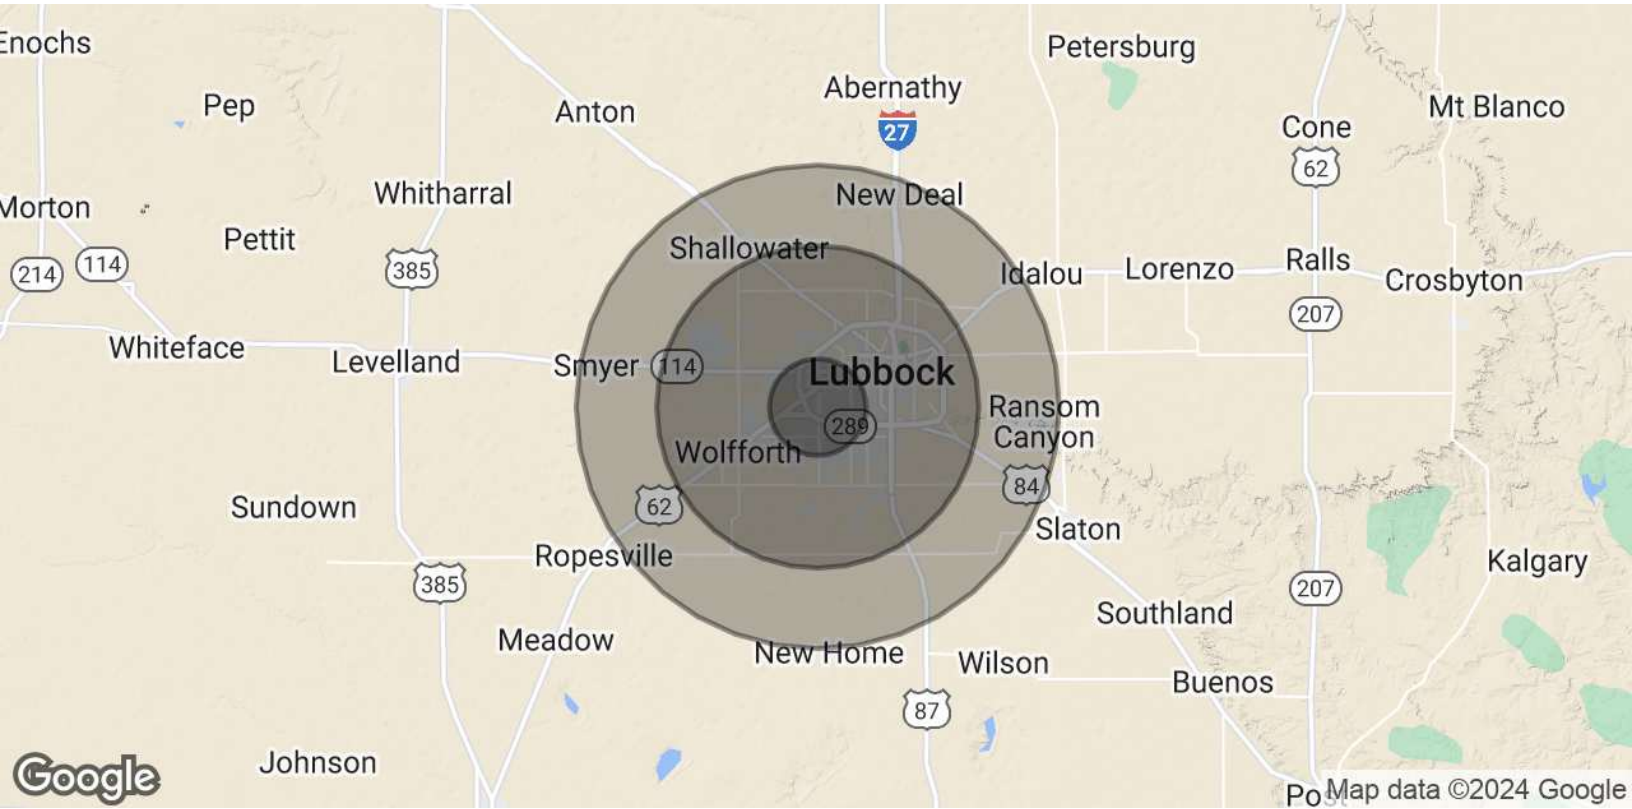 Enochs
Petersburg
Abernathy
Pep
Anton
Mt Blanco
Cone
27
62
Whitharral
New Deal
Morton
Pettit
Shallowater
Ralls
214
114
385
Idalou
Lorenzo
Crosbyton
207
Whiteface
Levelland
Smyer
114
Lubbock
Ransom
Canyon
289
Wolfforth
84
62
Sundown
Slaton
Ropesville
Kalgary
385
207
Southland
Meadow
New Home
Wilson
Buenos
87
Johnson
Google
Map data ©2024 Google